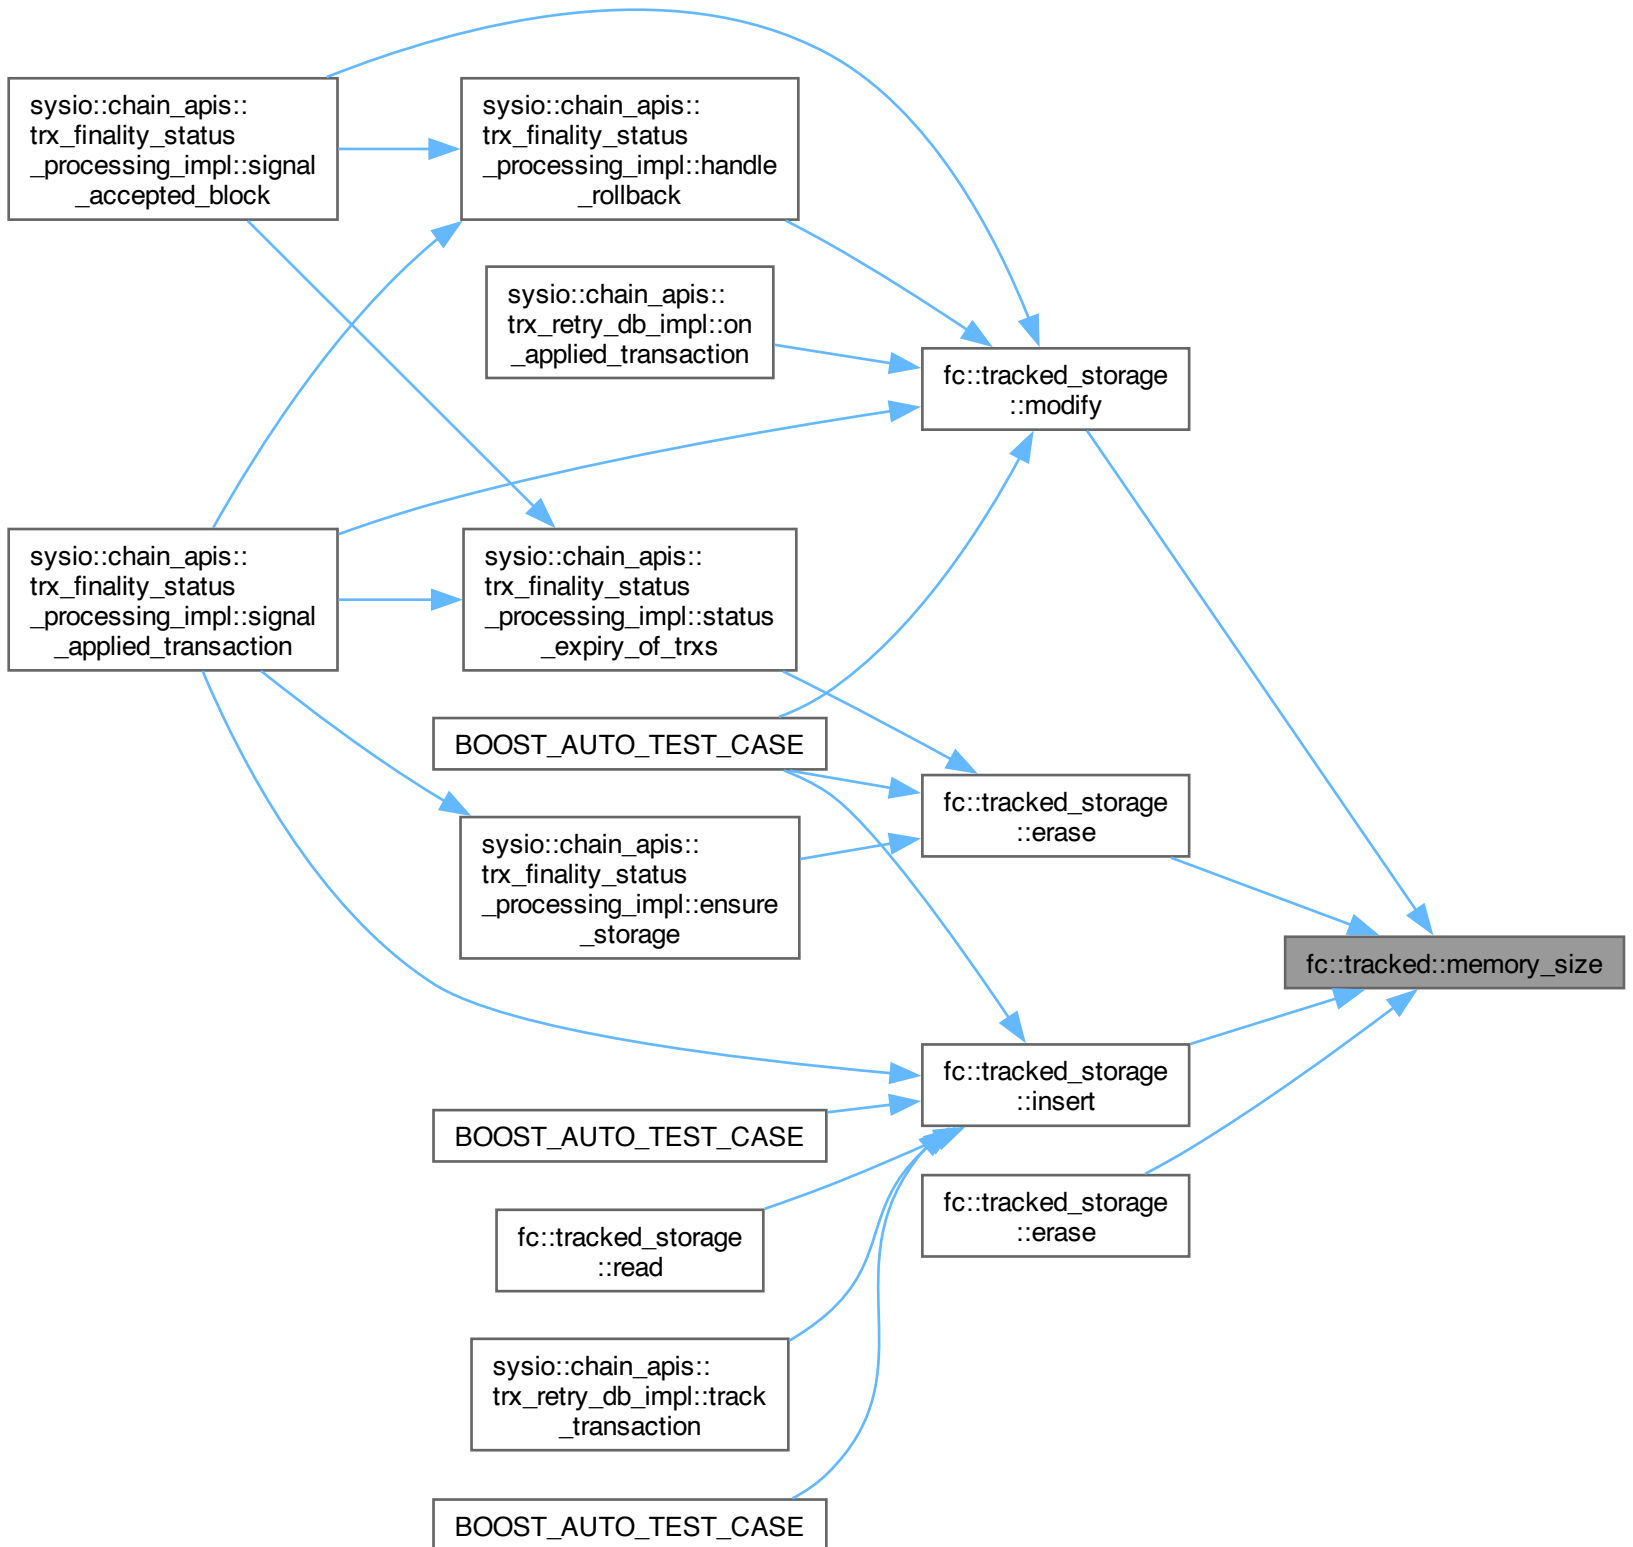 sysio::chain_apis::
trx_finality_status
_processing_impl::signal
_accepted_block
sysio::chain_apis::
trx_finality_status
_processing_impl::handle
_rollback
sysio::chain_apis::
trx_retry_db_impl::on
_applied_transaction
fc::tracked_storage
::modify
sysio::chain_apis::
trx_finality_status
_processing_impl::signal
_applied_transaction
sysio::chain_apis::
trx_finality_status
_processing_impl::status
_expiry_of_trxs
BOOST_AUTO_TEST_CASE
fc::tracked_storage
::erase
sysio::chain_apis::
trx_finality_status
_processing_impl::ensure
_storage
fc::tracked::memory_size
fc::tracked_storage
::insert
BOOST_AUTO_TEST_CASE
fc::tracked_storage
::erase
fc::tracked_storage
::read
sysio::chain_apis::
trx_retry_db_impl::track
_transaction
BOOST_AUTO_TEST_CASE